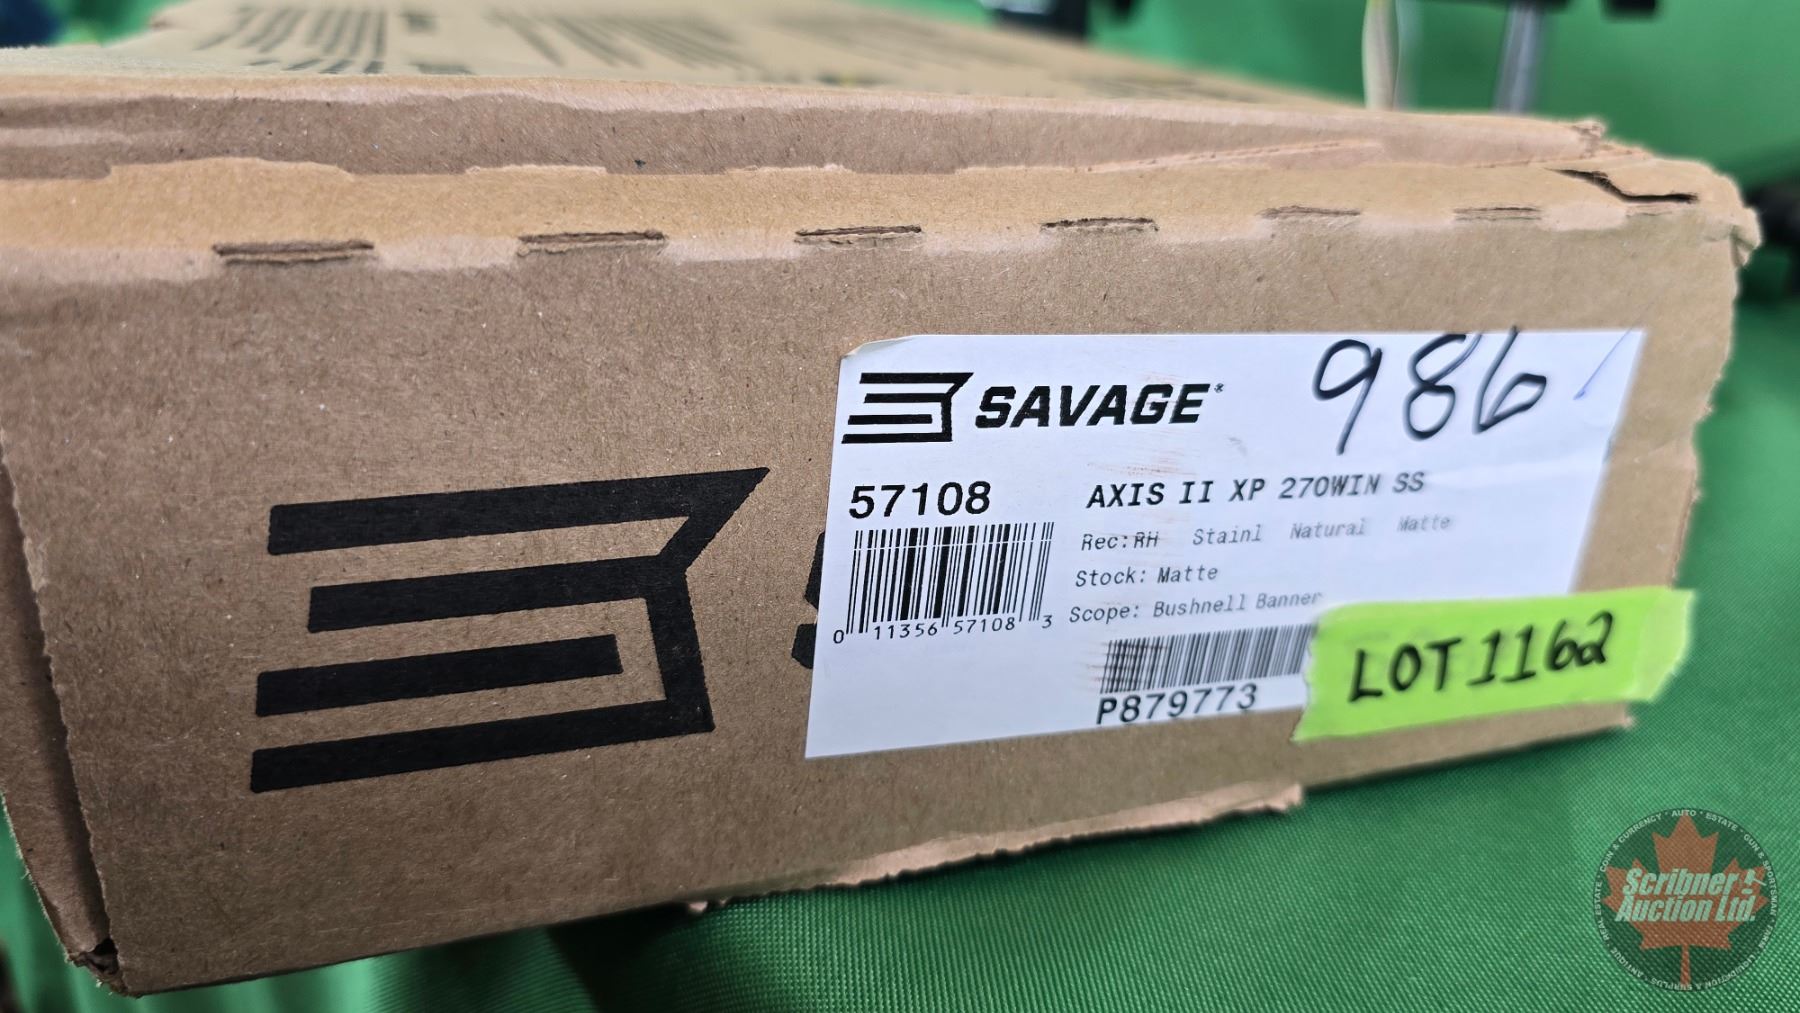 SAVAGE
986
57108
AXIS II XP 270WIN SS
Rec:RH Stainl Natural Matte
Stock: Matte
Scope: Bushnell Banner
0 11356 57108 3
P879773
LOT 1162
Scribner
Auction Ltd.